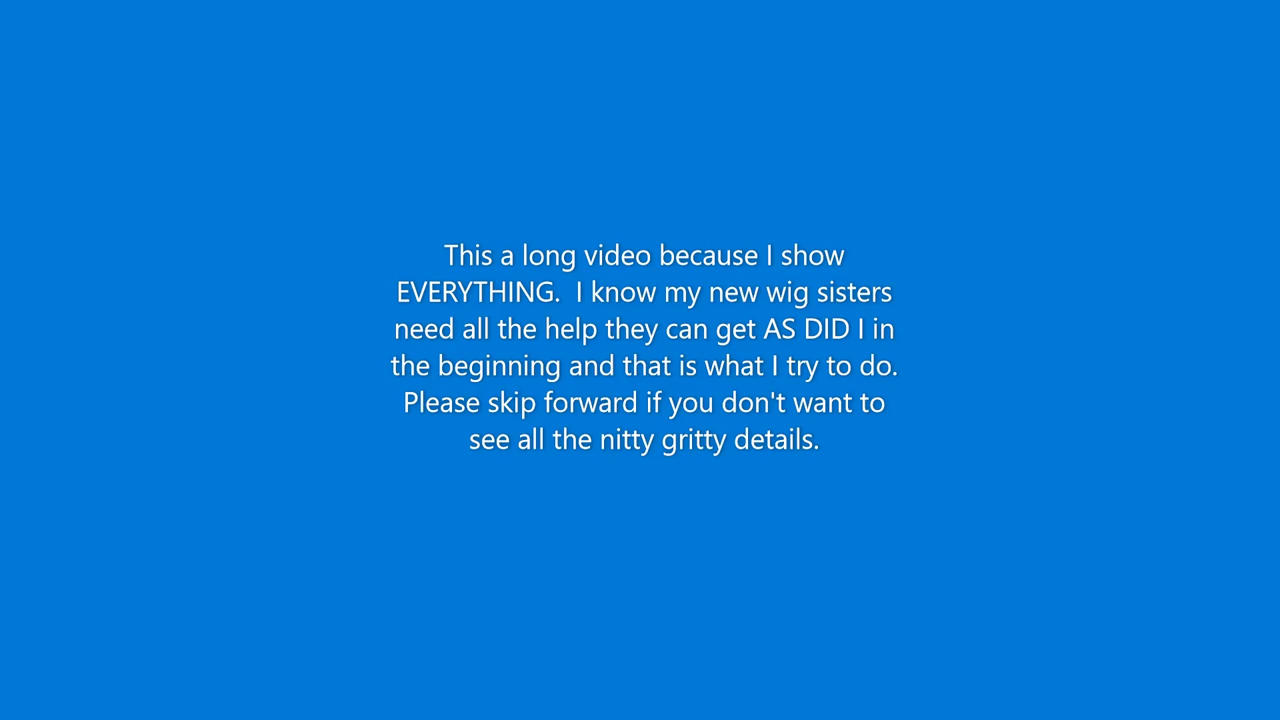 This a long video because I show
EVERYTHING.  I know my new wig sisters
need all the help they can get AS DID I in
the beginning and that is what I try to do.
Please skip forward if you don't want to
see all the nitty gritty details.